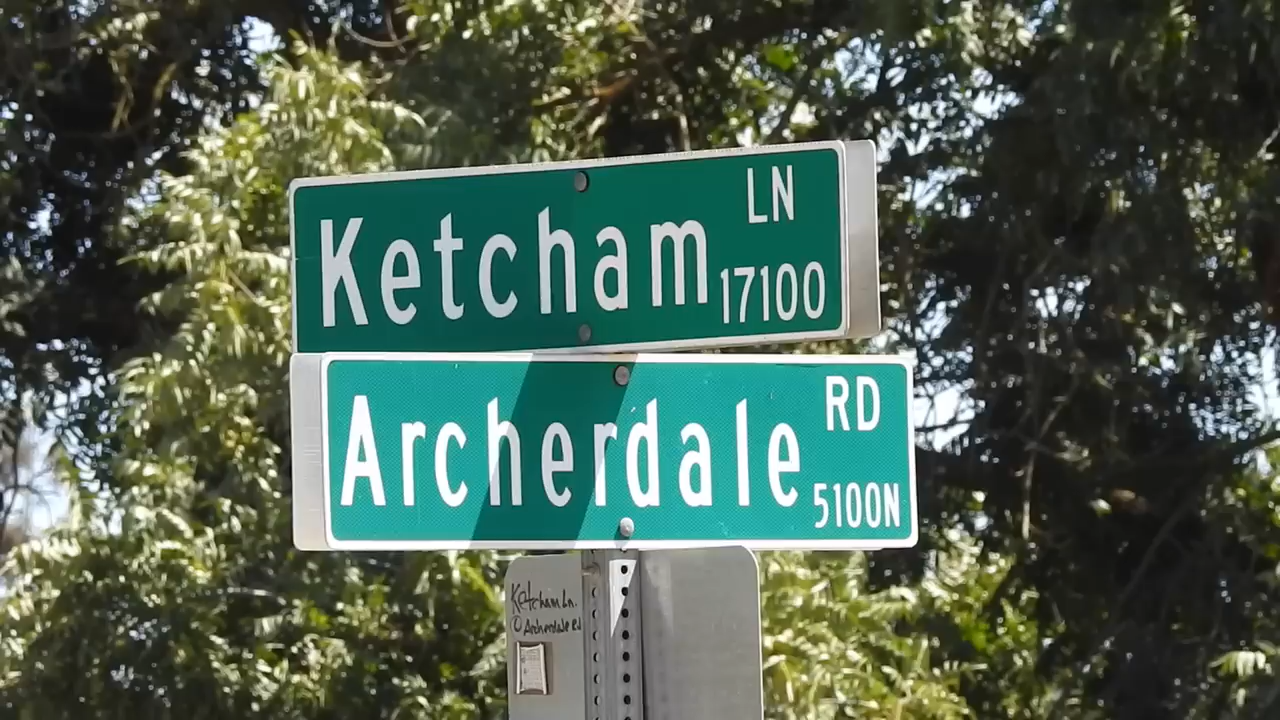 Ketcham LN
17100
Archerdale RD
5100N
Ketcham Ln.
@ Archerdale Rd